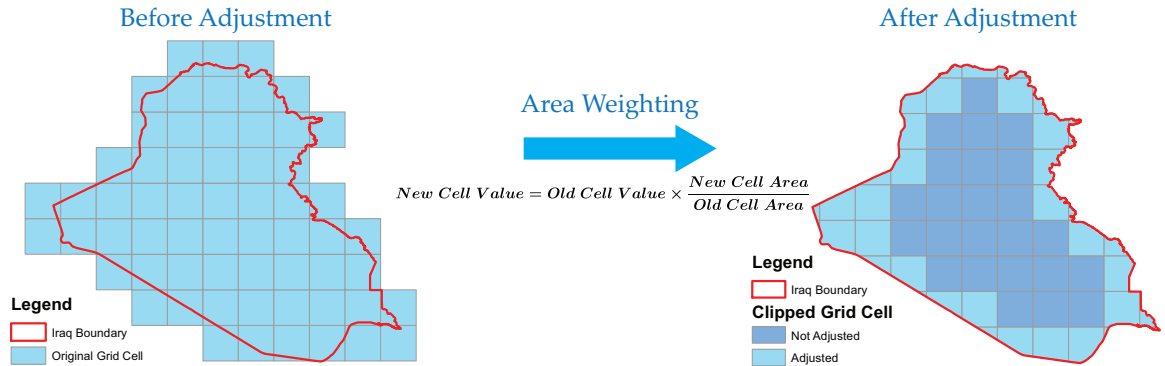 Before Adjustment
After Adjustment
Area Weighting
New Cell Value = Old Cell Value × New Cell Area / Old Cell Area
Legend
Iraq Boundary
Original Grid Cell
Legend
Iraq Boundary
Clipped Grid Cell
Not Adjusted
Adjusted